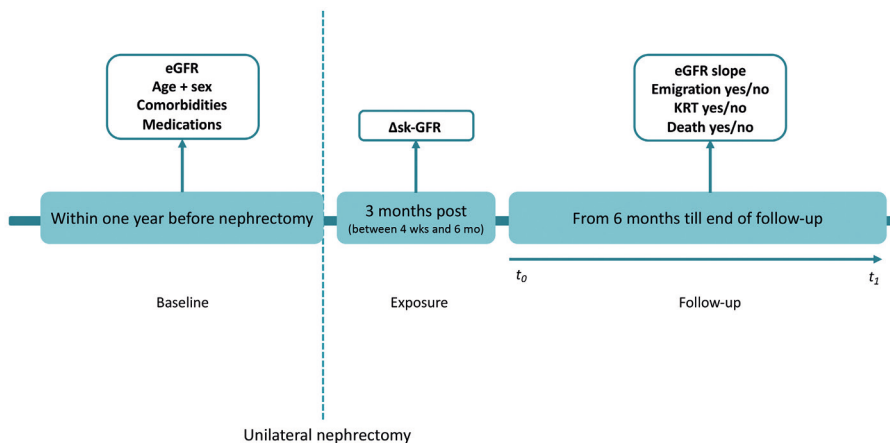 eGFR
Age + sex
Comorbidities
Medications
Δsk-GFR
eGFR slope
Emigration yes/no
KRT yes/no
Death yes/no
Within one year before nephrectomy
3 months post
(between 4 wks and 6 mo)
From 6 months till end of follow-up
t0
t1
Baseline
Exposure
Follow-up
Unilateral nephrectomy